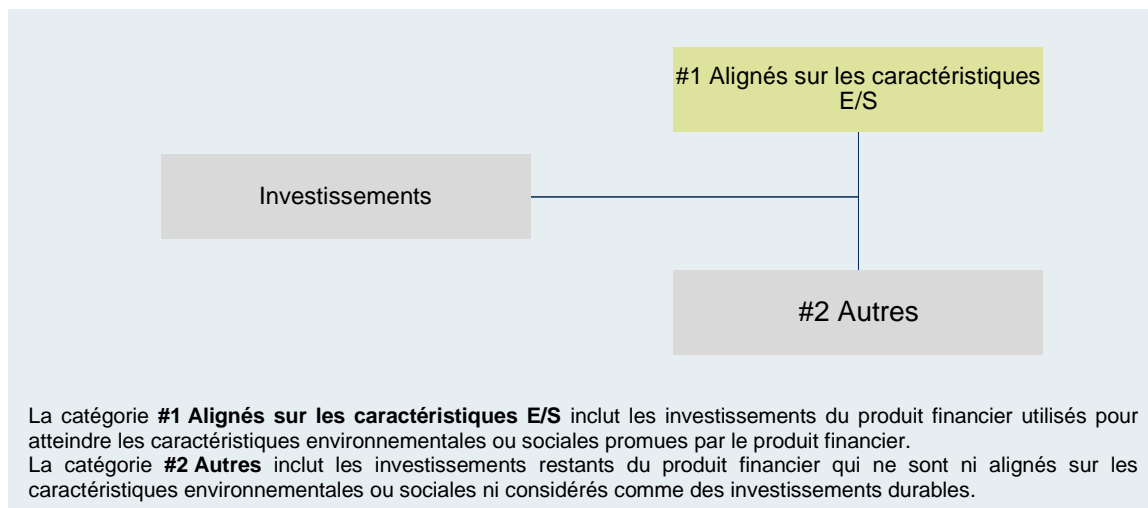 #1 Alignés sur les caractéristiques
E/S
Investissements
#2 Autres
La catégorie #1 Alignés sur les caractéristiques E/S inclut les investissements du produit financier utilisés pour
atteindre les caractéristiques environnementales ou sociales promues par le produit financier.
La catégorie #2 Autres inclut les investissements restants du produit financier qui ne sont ni alignés sur les
caractéristiques environnementales ou sociales ni considérés comme des investissements durables.